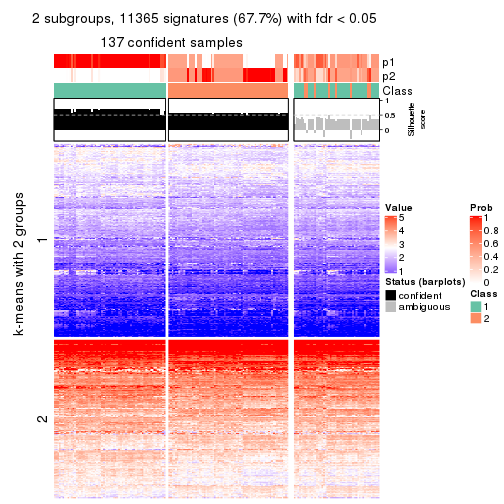 2 subgroups, 11365 signatures (67.7%) with fdr < 0.05
137 confident samples
p1
p2
Class
1
0.5
0
Silhouette
score
k-means with 2 groups
1
2
Value
5
4
3
2
1
Status (barplots)
confident
ambiguous
Prob
1
0.8
0.6
0.4
0.2
0
Class
1
2